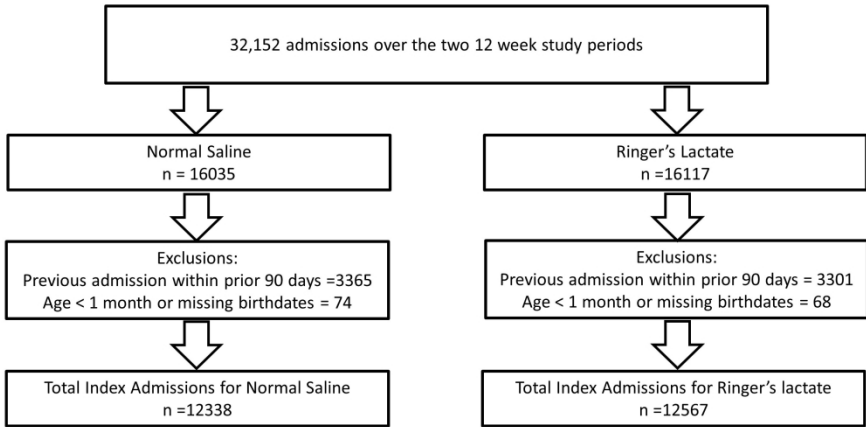 32,152 admissions over the two 12 week study periods
Normal Saline
n = 16035
Ringer's Lactate
n =16117
Exclusions:
Previous admission within prior 90 days =3365
Age < 1 month or missing birthdates = 74
Exclusions:
Previous admission within prior 90 days = 3301
Age < 1 month or missing birthdates = 68
Total Index Admissions for Normal Saline
n =12338
Total Index Admissions for Ringer's lactate
n =12567